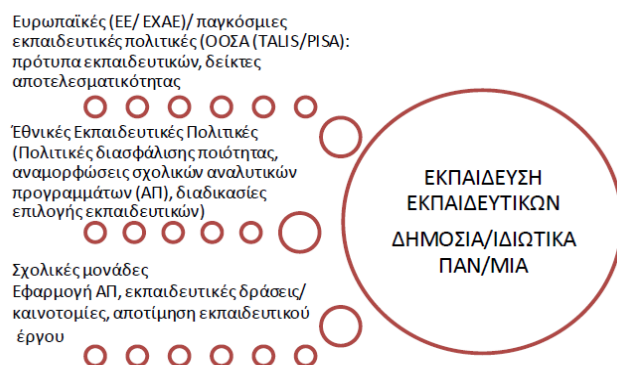 Ευρωπαϊκές (ΕΕ/ ΕΧΑΕ)/ παγκόσμιες
εκπαιδευτικές πολιτικές (ΟΟΣΑ (TALIS/PISA):
πρότυπα εκπαιδευτικών, δείκτες
αποτελεσματικότητας
Έθνικές Εκπαιδευτικές Πολιτικές
(Πολιτικές διασφάλισης ποιότητας,
αναμορφώσεις σχολικών αναλυτικών
προγραμμάτων (ΑΠ), διαδικασίες
επιλογής εκπαιδευτικών)
Σχολικές μονάδες
Εφαρμογή ΑΠ, εκπαιδευτικές δράσεις/
καινοτομίες, αποτίμηση εκπαιδευτικού
έργου
ΕΚΠΑΙΔΕΥΣΗ
ΕΚΠΑΙΔΕΥΤΙΚΩΝ
ΔΗΜΟΣΙΑ/ΙΔΙΩΤΙΚΑ
ΠΑΝ/ΜΙΑ